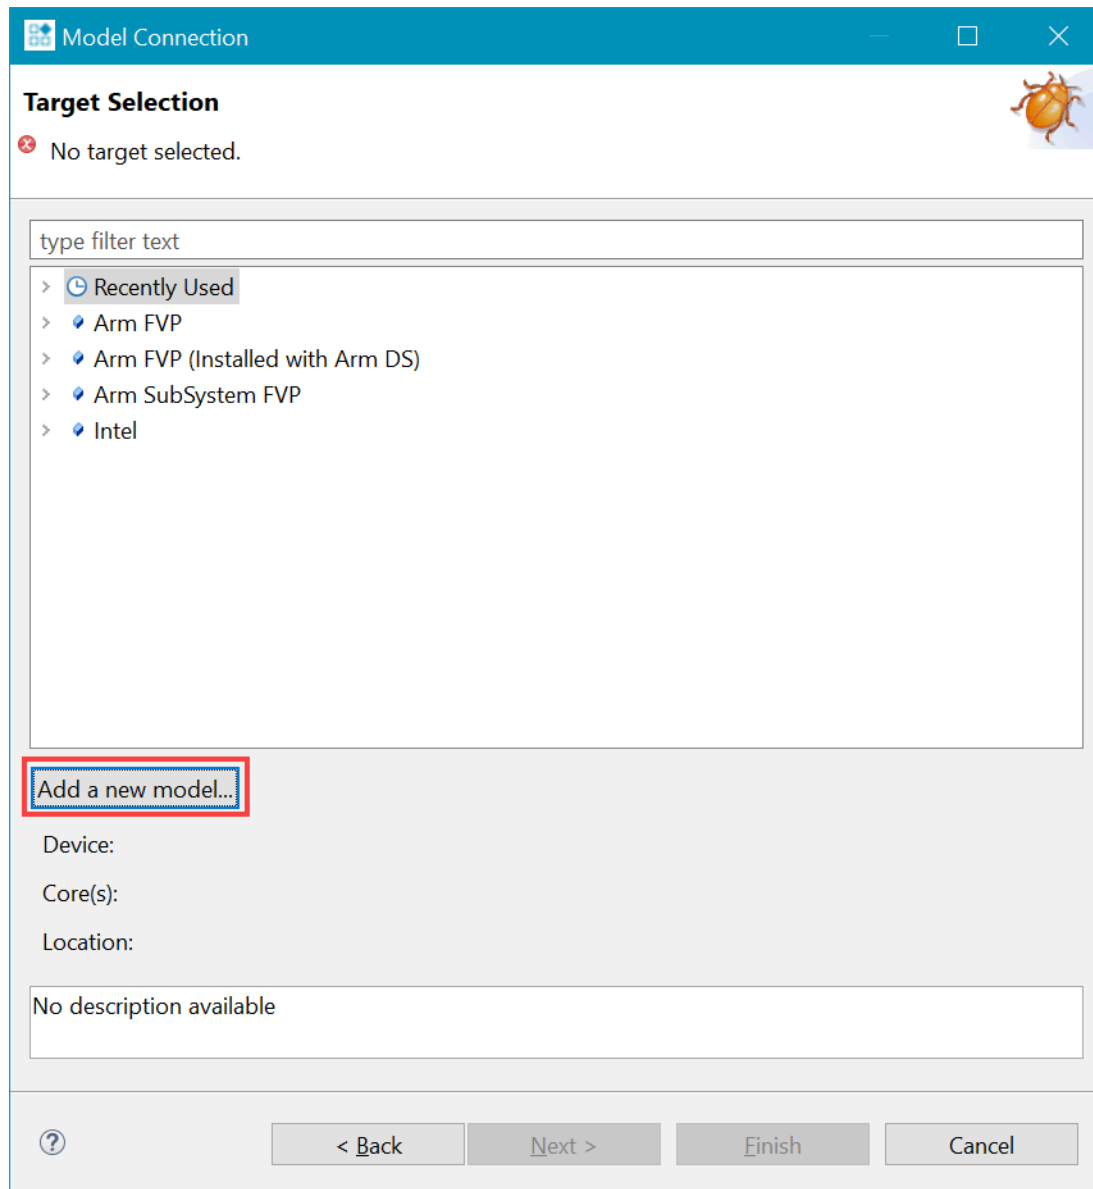 Model Connection
Target Selection
No target selected.
type filter text
Recently Used
Arm FVP
Arm FVP (Installed with Arm DS)
Arm SubSystem FVP
Intel
Add a new model...
Device:
Core(s):
Location:
No description available
< Back Next > Finish Cancel